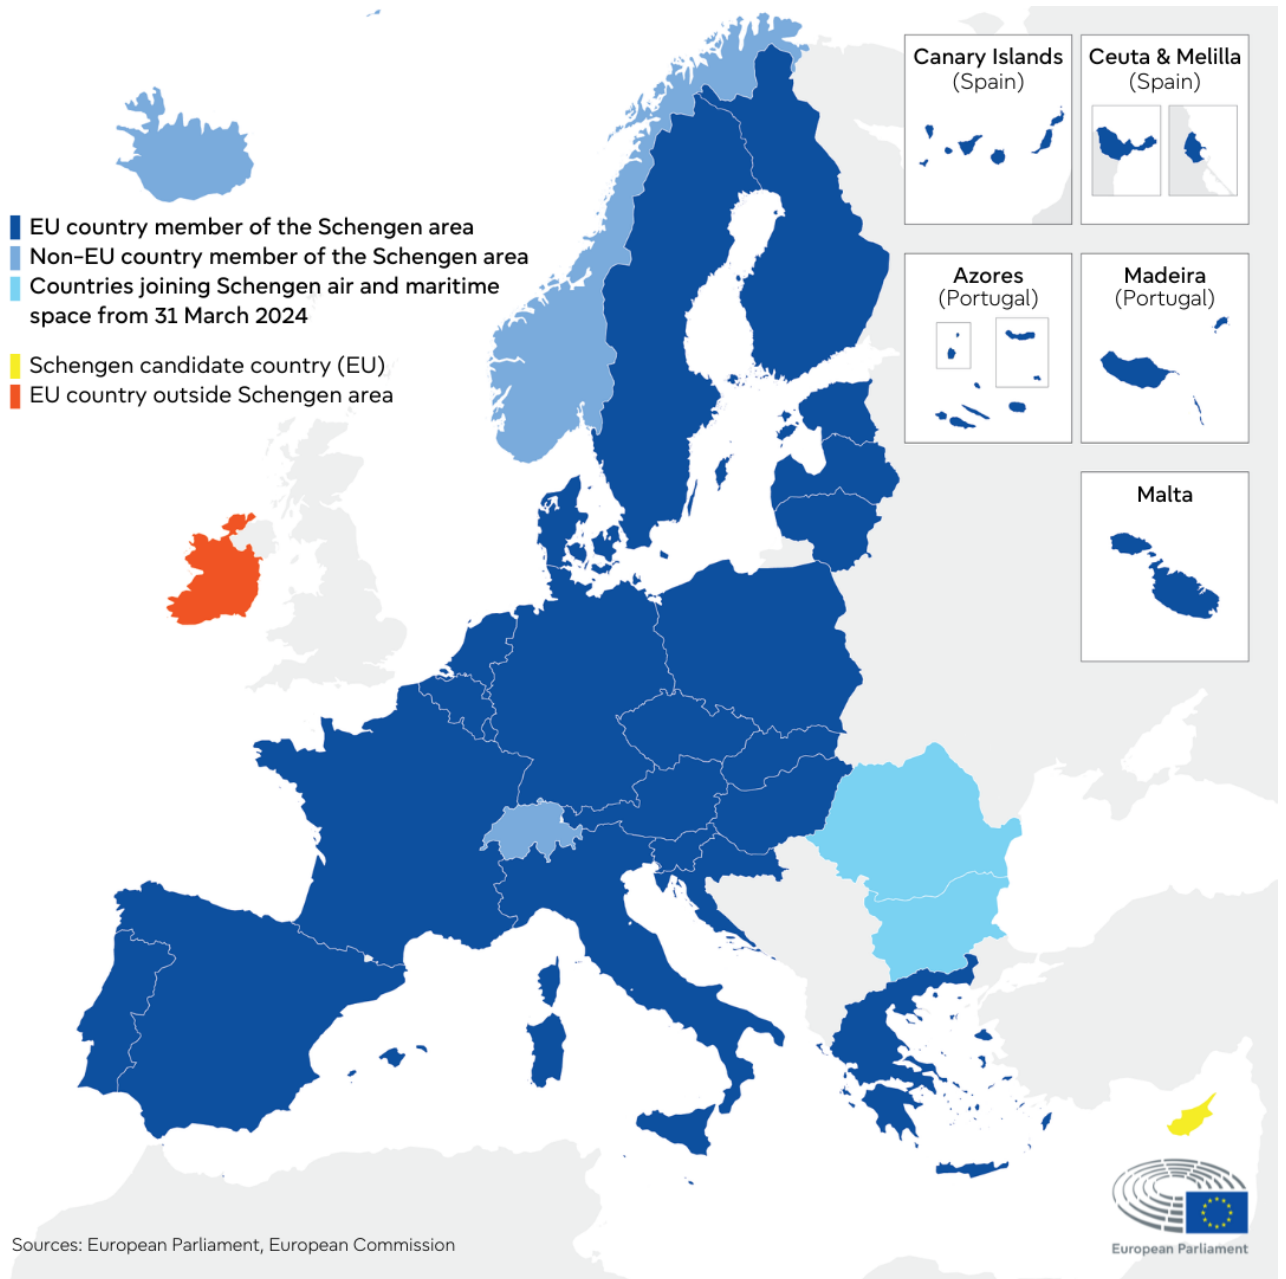 Canary Islands
(Spain)
Ceuta & Melilla
(Spain)
EU country member of the Schengen area
Non-EU country member of the Schengen area
Countries joining Schengen air and maritime
space from 31 March 2024
Schengen candidate country (EU)
EU country outside Schengen area
Azores
(Portugal)
Madeira
(Portugal)
Malta
Sources: European Parliament, European Commission
European Parliament